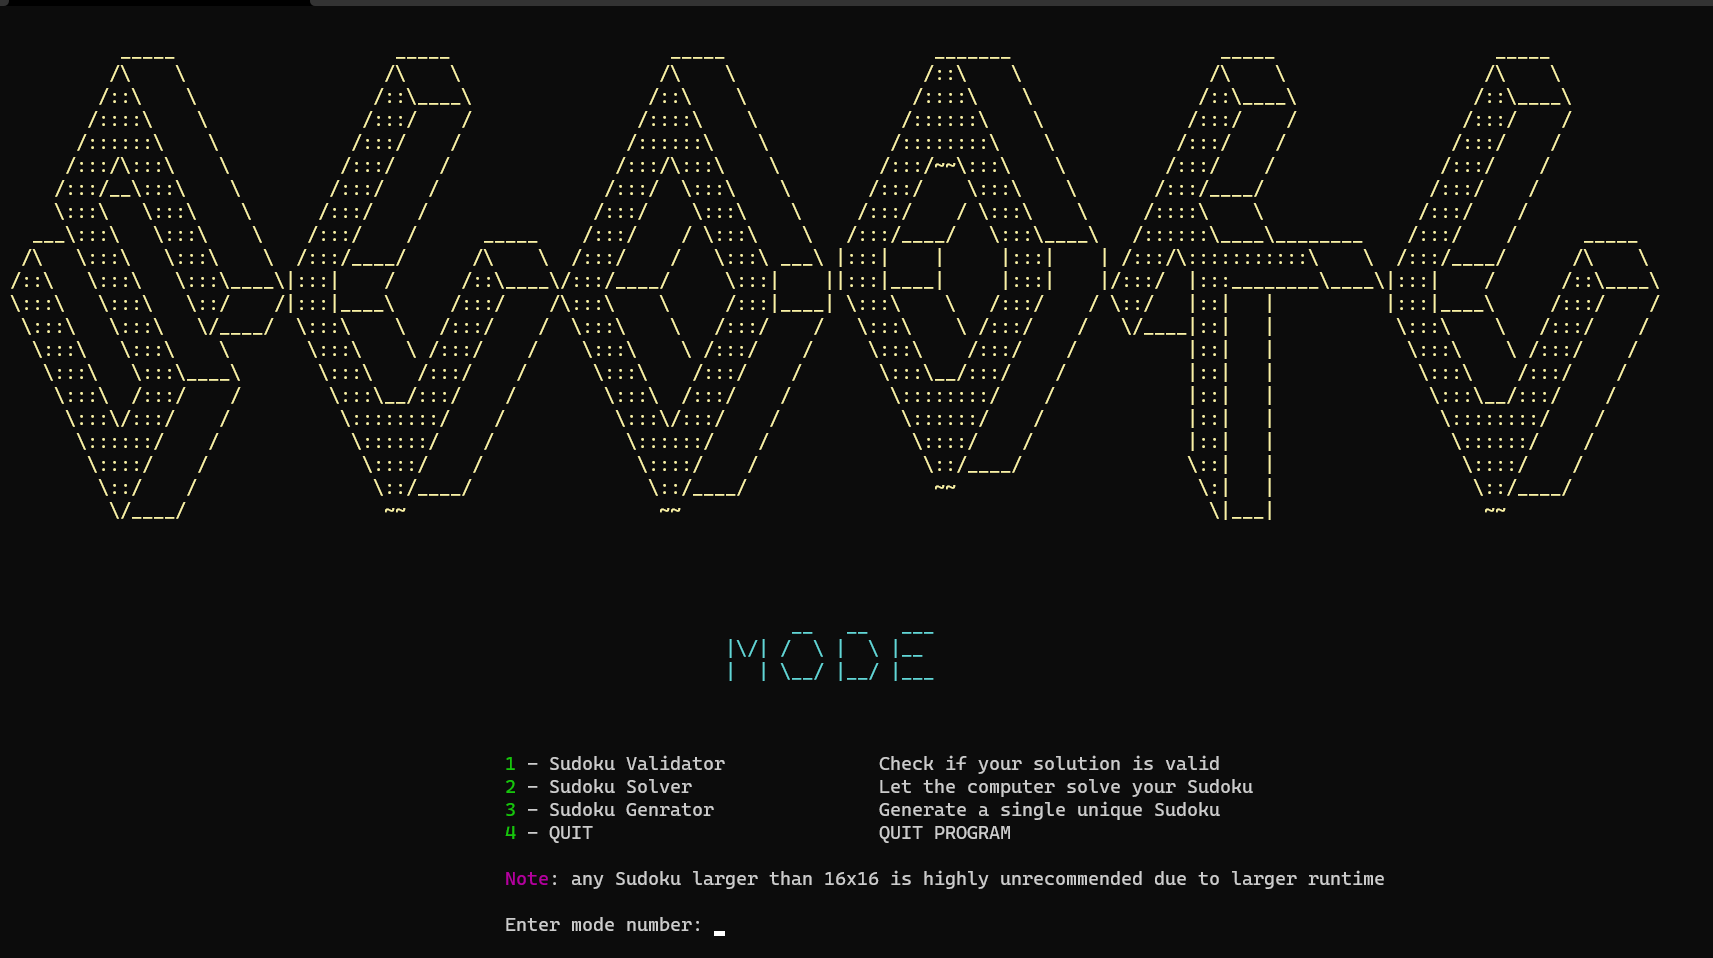 SUDOKU
MODE
1 - Sudoku Validator Check if your solution is valid
2 - Sudoku Solver Let the computer solve your Sudoku
3 - Sudoku Genrator Generate a single unique Sudoku
4 - QUIT QUIT PROGRAM
Note: any Sudoku larger than 16x16 is highly unrecommended due to larger runtime
Enter mode number: